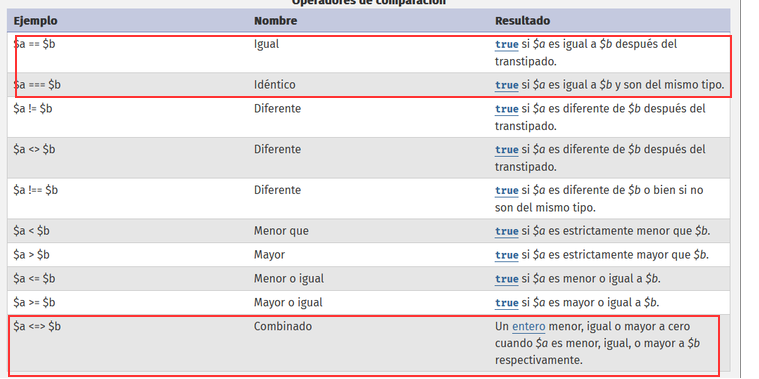 Operadores de comparación
Ejemplo Nombre Resultado
$a == $b Igual true si $a es igual a $b después del
transtipado.
$a === $b Idéntico true si $a es igual a $b y son del mismo tipo.
$a != $b Diferente true si $a es diferente de $b después del
transtipado.
$a <> $b Diferente true si $a es diferente de $b después del
transtipado.
$a !== $b Diferente true si $a es diferente de $b o bien si no
son del mismo tipo.
$a < $b Menor que true si $a es estrictamente menor que $b.
$a > $b Mayor true si $a es estrictamente mayor que $b.
$a <= $b Menor o igual true si $a es menor o igual a $b.
$a >= $b Mayor o igual true si $a es mayor o igual a $b.
$a <=> $b Combinado Un entero menor, igual o mayor a cero
cuando $a es menor, igual, o mayor a $b
respectivamente.